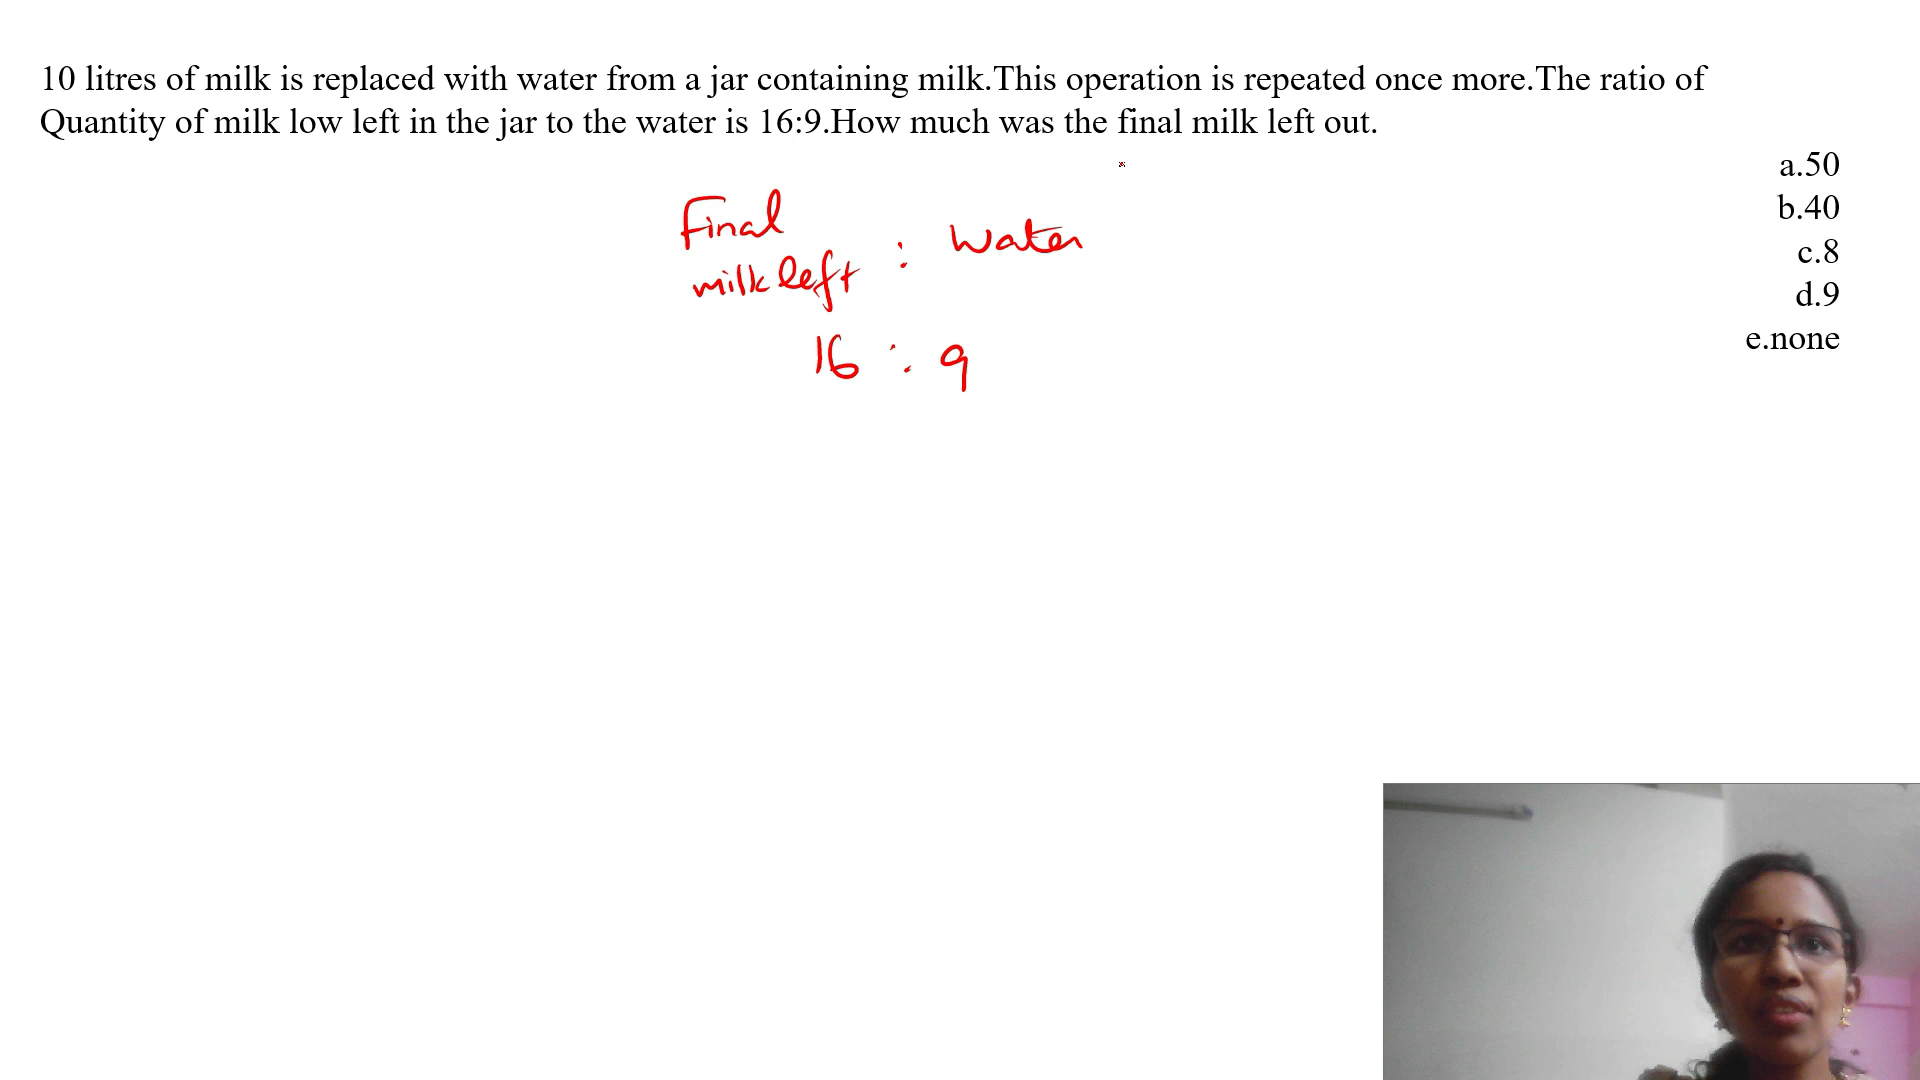 10 litres of milk is replaced with water from a jar containing milk.This operation is repeated once more.The ratio of
Quantity of milk low left in the jar to the water is 16:9.How much was the final milk left out.
a.50
b.40
c.8
d.9
e.none
Final
milk left : Water
16 : 9